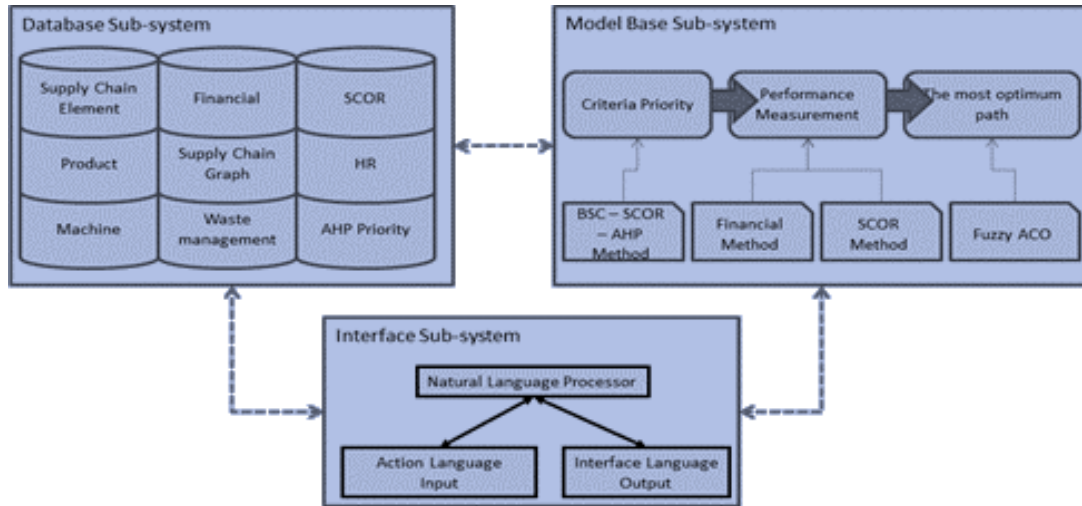 Database Sub-system
Supply Chain
Element
Financial
SCOR
Product
Supply Chain
Graph
HR
Machine
Waste
management
AHP Priority
Model Base Sub-system
Criteria Priority
Performance
Measurement
The most optimum
path
BSC – SCOR
– AHP
Method
Financial
Method
SCOR
Method
Fuzzy ACO
Interface Sub-system
Natural Language Processor
Action Language
Input
Interface Language
Output